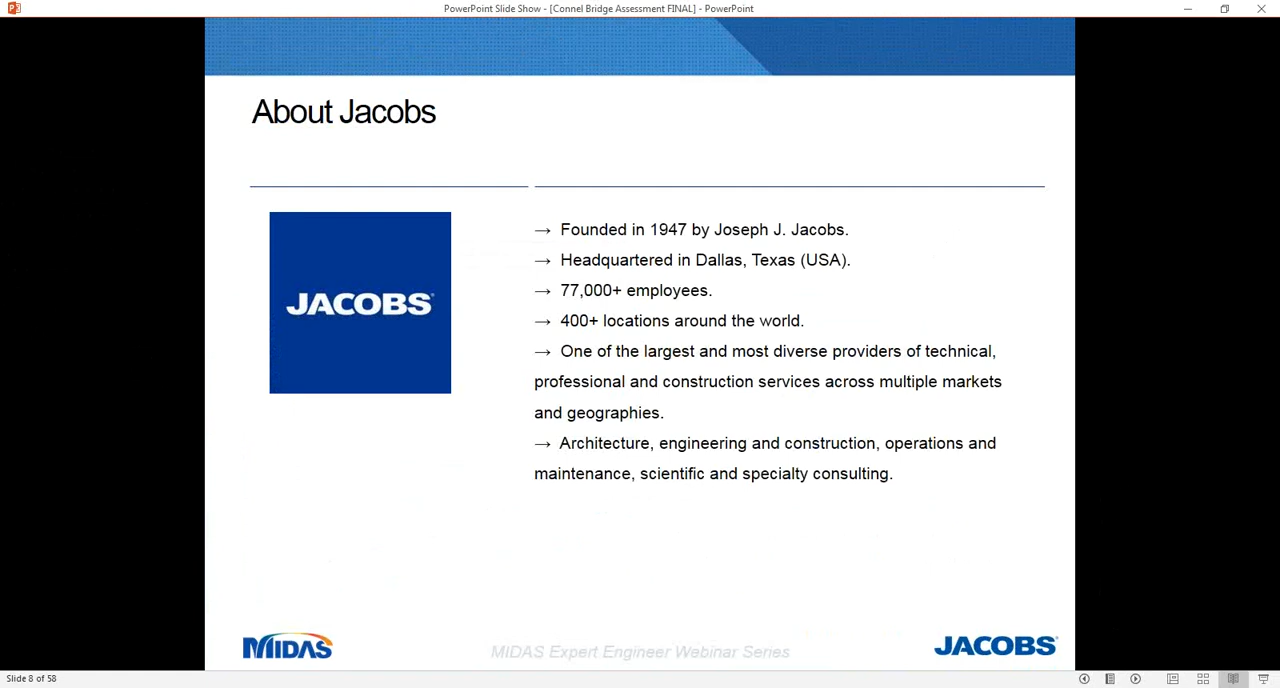 PowerPoint Slide Show - [Connel Bridge Assessment FINAL] - PowerPoint
About Jacobs
JACOBS
→ Founded in 1947 by Joseph J. Jacobs.
→ Headquartered in Dallas, Texas (USA).
→ 77,000+ employees.
→ 400+ locations around the world.
→ One of the largest and most diverse providers of technical,
professional and construction services across multiple markets
and geographies.
→ Architecture, engineering and construction, operations and
maintenance, scientific and specialty consulting.
MIDAS
MIDAS Expert Engineer Webinar Series
JACOBS
Slide 8 of 58